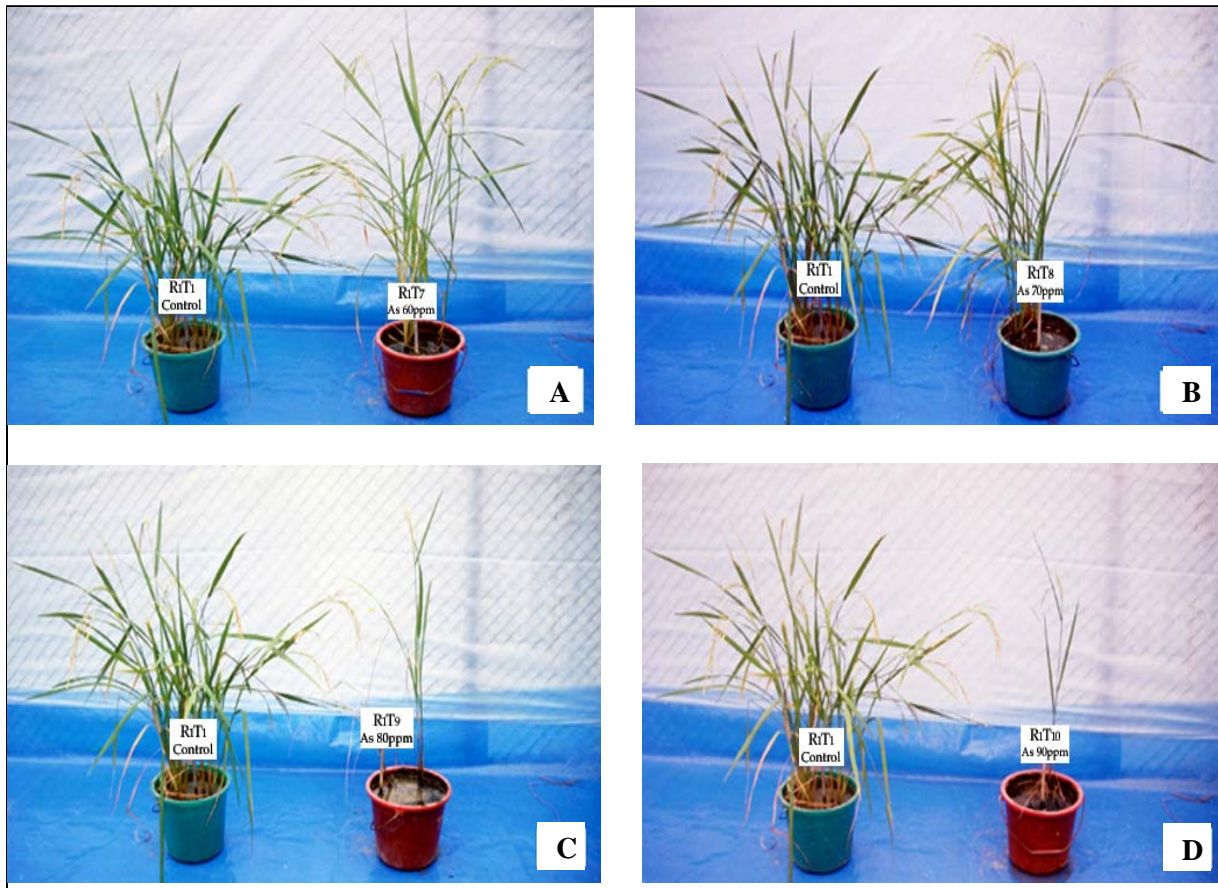 R1T1
Control
R1T7
As 60ppm
A
R1T1
Control
R1T8
As 70ppm
B
R1T1
Control
R1T9
As 80ppm
C
R1T1
Control
R1T10
As 90ppm
D